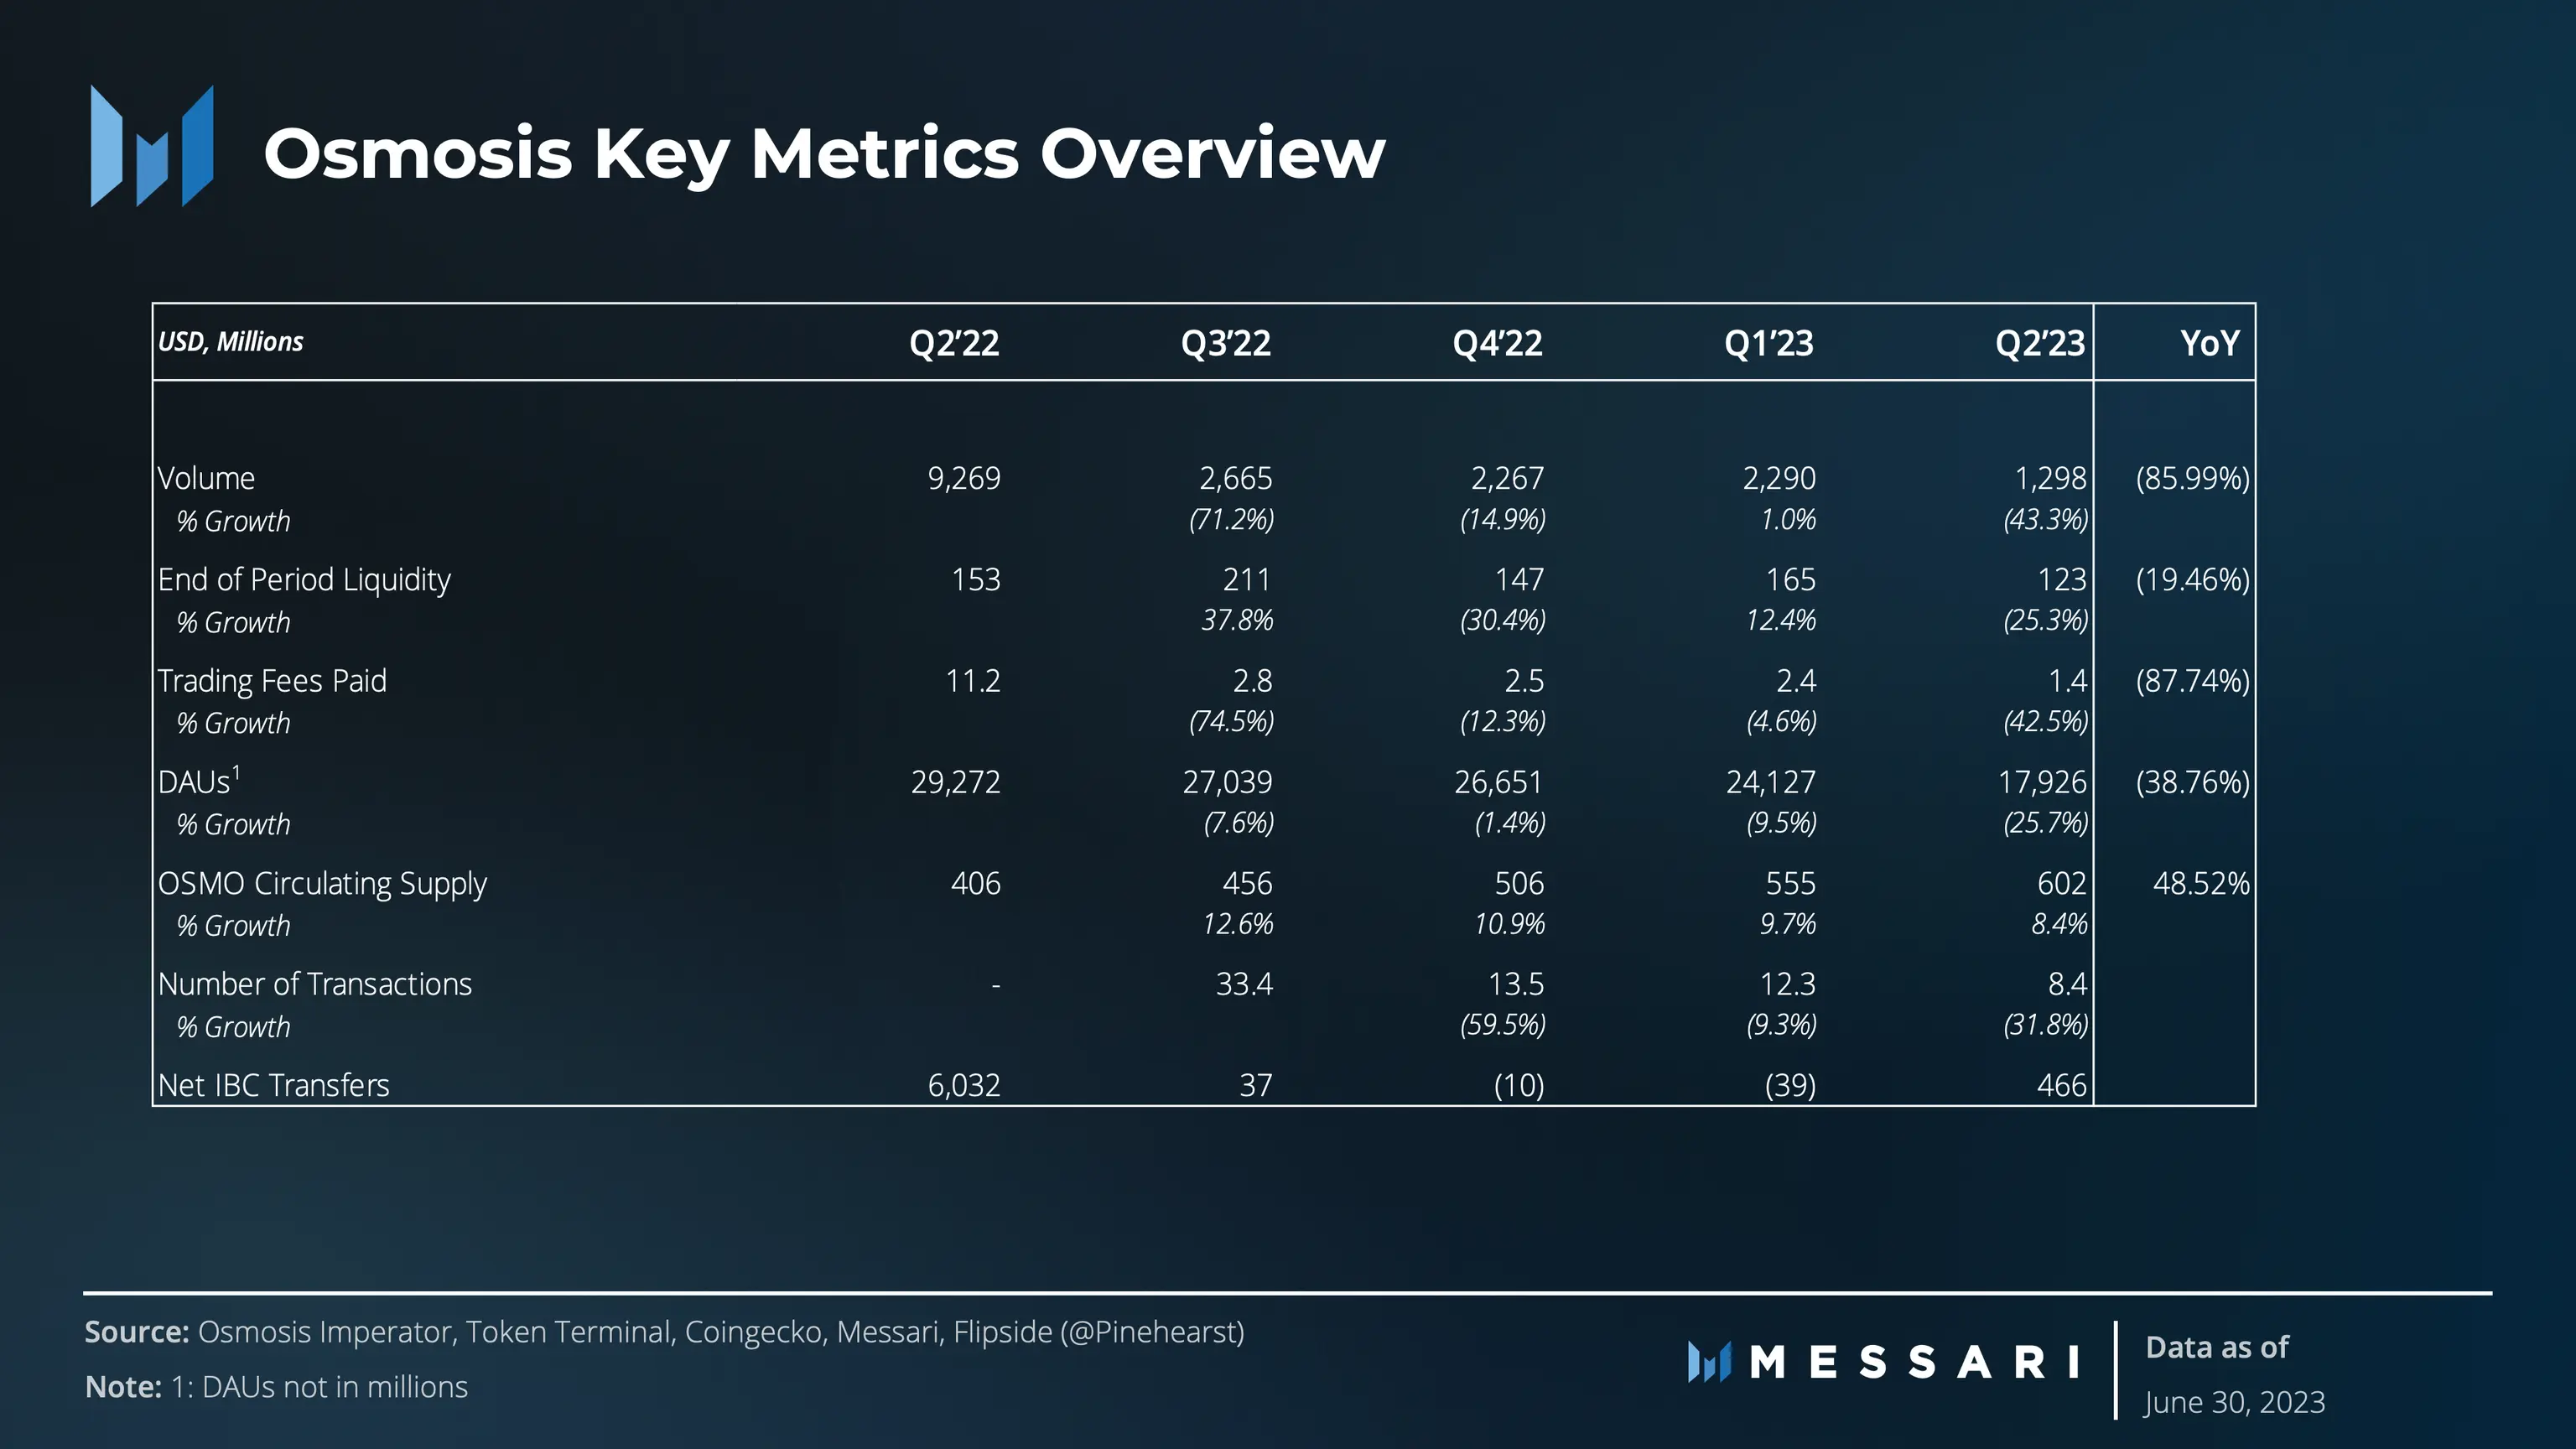 Osmosis Key Metrics Overview
USD, Millions Q2’22 Q3’22 Q4’22 Q1’23 Q2’23 YoY
Volume 9,269 2,665 2,267 2,290 1,298 (85.99%)
% Growth (71.2%) (14.9%) 1.0% (43.3%)
End of Period Liquidity 153 211 147 165 123 (19.46%)
% Growth 37.8% (30.4%) 12.4% (25.3%)
Trading Fees Paid 11.2 2.8 2.5 2.4 1.4 (87.74%)
% Growth (74.5%) (12.3%) (4.6%) (42.5%)
DAUs¹ 29,272 27,039 26,651 24,127 17,926 (38.76%)
% Growth (7.6%) (1.4%) (9.5%) (25.7%)
OSMO Circulating Supply 406 456 506 555 602 48.52%
% Growth 12.6% 10.9% 9.7% 8.4%
Number of Transactions - 33.4 13.5 12.3 8.4
% Growth (59.5%) (9.3%) (31.8%)
Net IBC Transfers 6,032 37 (10) (39) 466
Source: Osmosis Imperator, Token Terminal, Coingecko, Messari, Flipside (@Pinehearst)
Note: 1: DAUs not in millions
MESSARI
Data as of
June 30, 2023